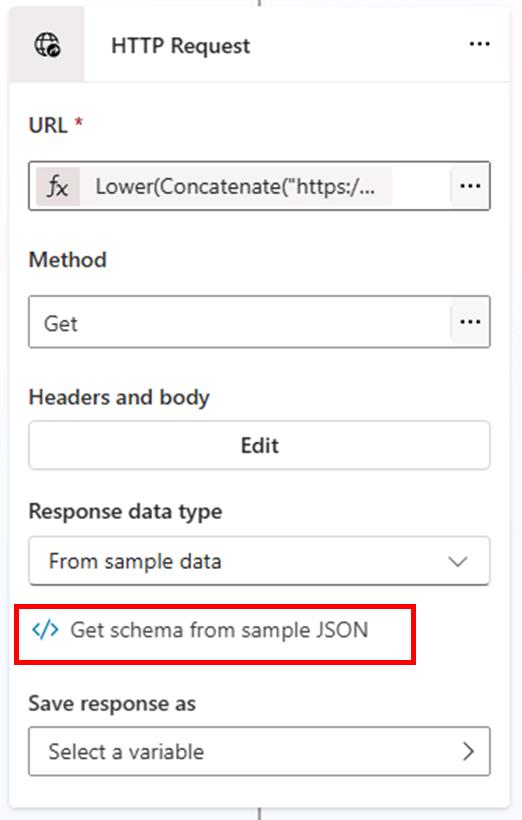 HTTP Request
...
URL *
fx Lower(Concatenate("https:/... ...
Method
Get ...
Headers and body
Edit
Response data type
From sample data
</> Get schema from sample JSON
Save response as
Select a variable